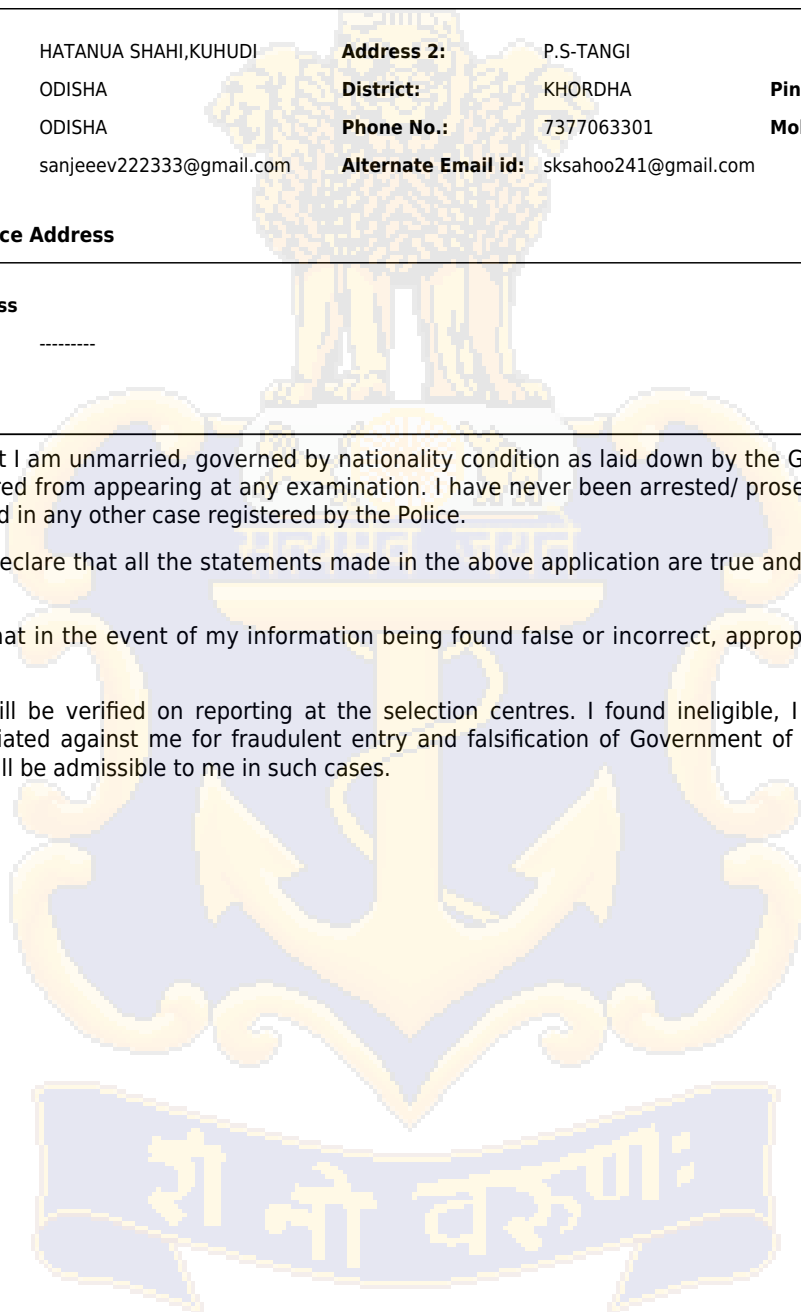 HATANUA SHAHI,KUHUDI Address 2: P.S-TANGI
ODISHA District: KHORDHA Pin
ODISHA Phone No.: 7377063301 Mo
sanjeeev222333@gmail.com Alternate Email id: sksahoo241@gmail.com
ce Address
ss
---------
t I am unmarried, governed by nationality condition as laid down by the G
red from appearing at any examination. I have never been arrested/ prose
d in any other case registered by the Police.
eclare that all the statements made in the above application are true and
सत्यमेव जयते
hat in the event of my information being found false or incorrect, approp
ill be verified on reporting at the selection centres. I found ineligible, I
iated against me for fraudulent entry and falsification of Government of
ll be admissible to me in such cases.
शं नो वरुणः